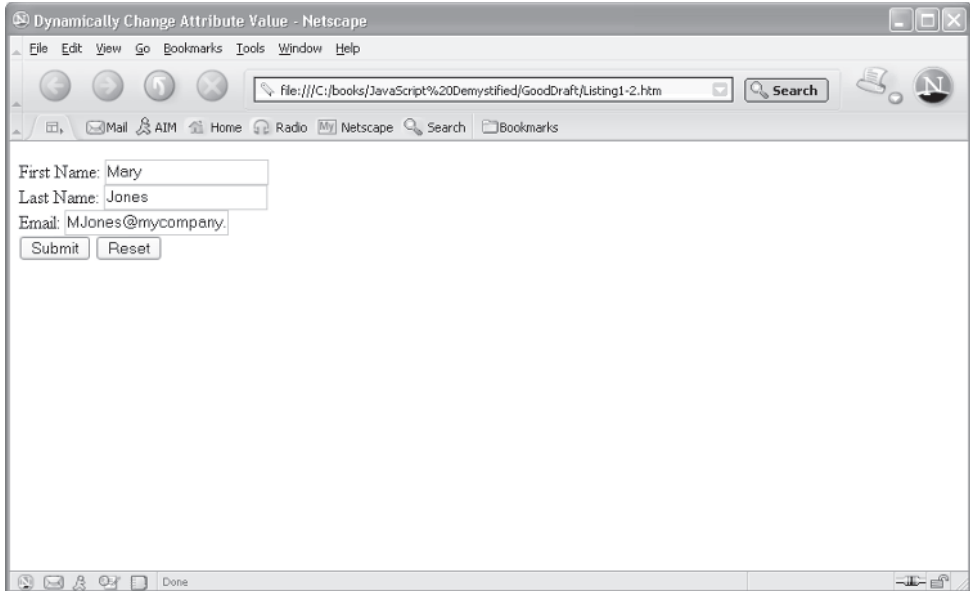 Dynamically Change Attribute Value - Netscape
File Edit View Go Bookmarks Tools Window Help
file:///C:/books/JavaScript%20Demystified/GoodDraft/Listing1-2.htm Search N
Mail AIM Home Radio My Netscape Search Bookmarks
First Name: Mary
Last Name: Jones
Email: MJones@mycompany.
Submit Reset
Done